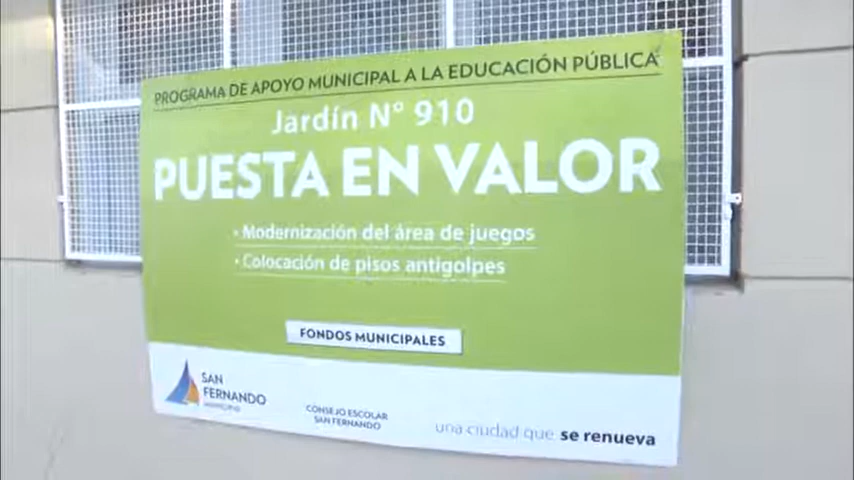 PROGRAMA DE APOYO MUNICIPAL A LA EDUCACIÓN PÚBLICA
Jardín N° 910
PUESTA EN VALOR
• Modernización del área de juegos
• Colocación de pisos antigolpes
FONDOS MUNICIPALES
SAN
FERNANDO
MUNICIPIO
CONSEJO ESCOLAR
SAN FERNANDO
una ciudad que se renueva